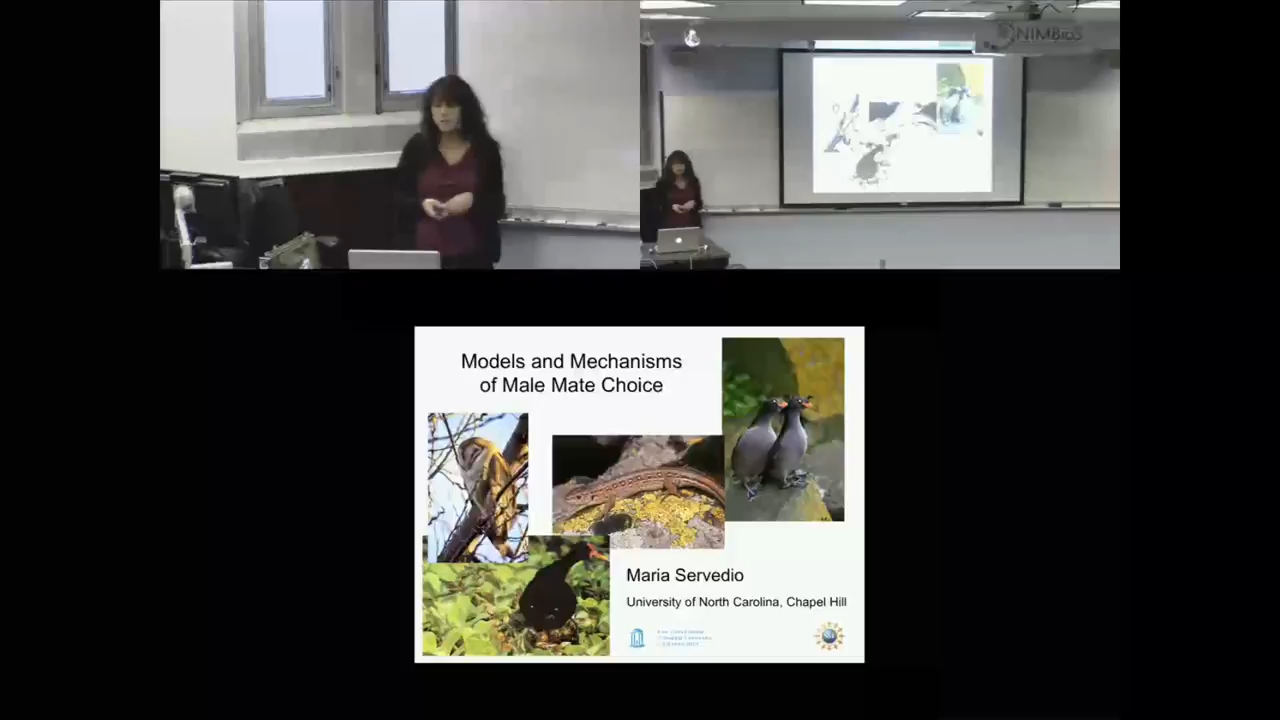 NIMBioS
Models and Mechanisms
of Male Mate Choice
Maria Servedio
University of North Carolina, Chapel Hill